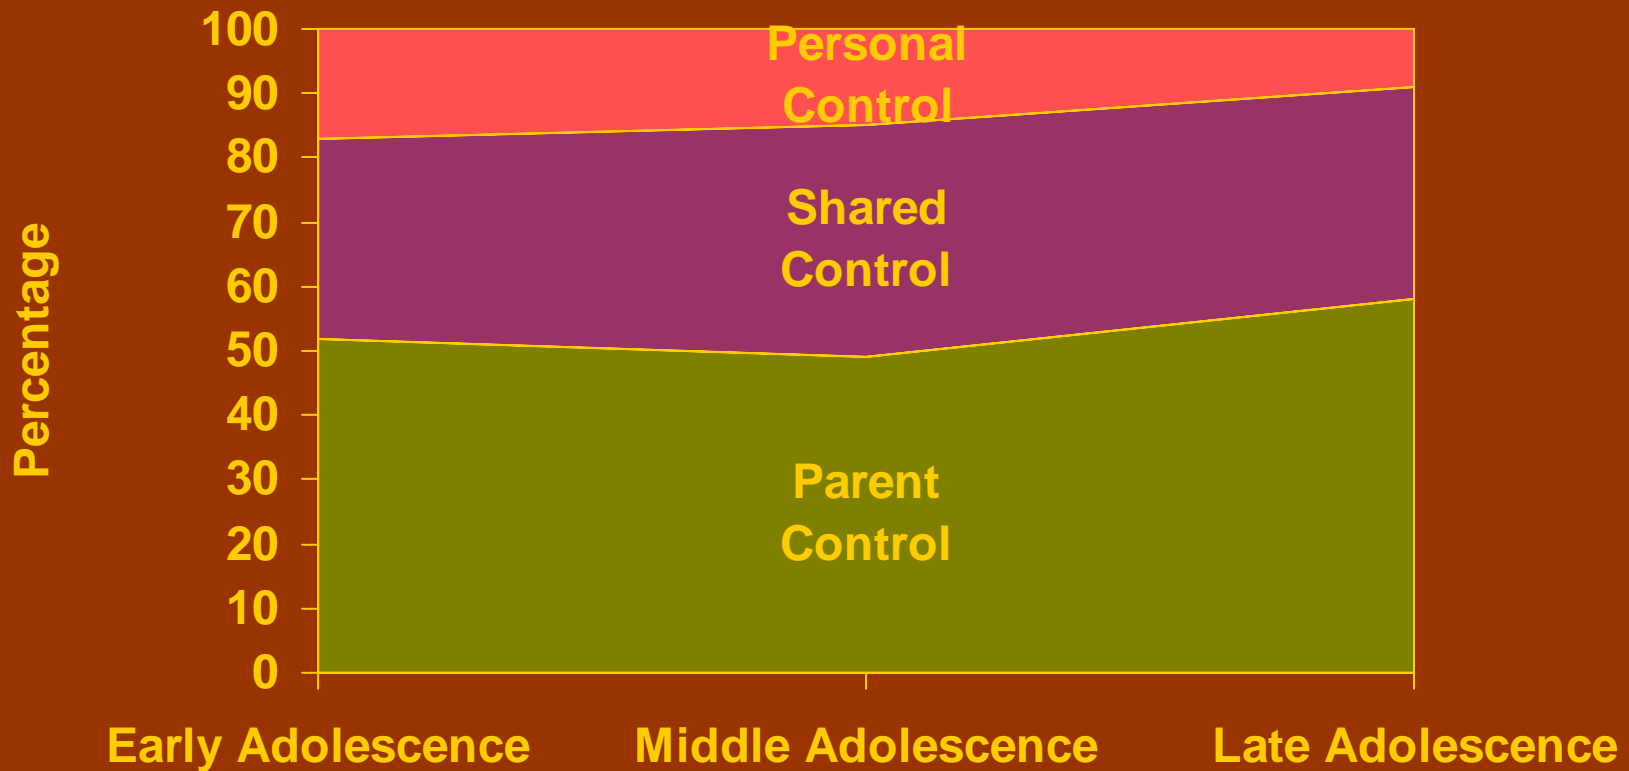 Percentage
100
90
80
70
60
50
40
30
20
10
0
Personal
Control
Shared
Control
Parent
Control
Early Adolescence
Middle Adolescence
Late Adolescence